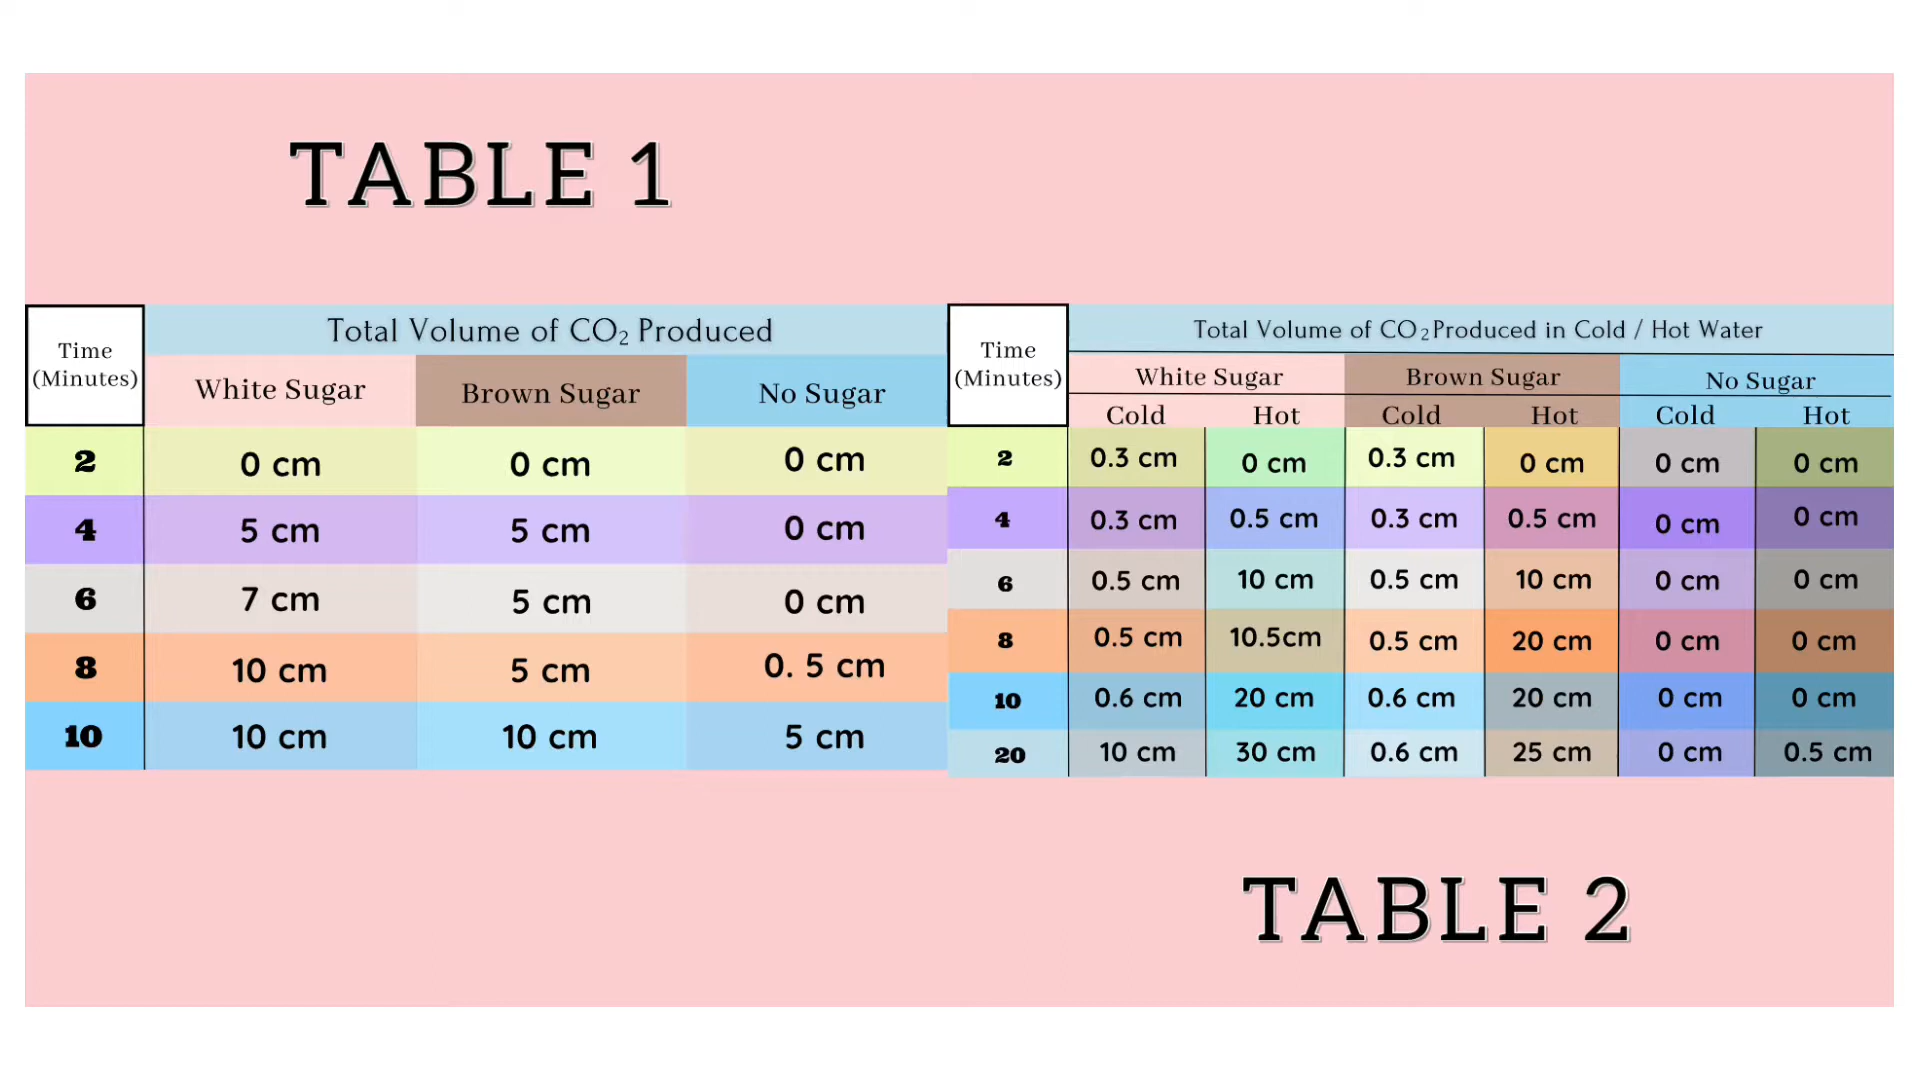 TABLE 1
Time
(Minutes)
Total Volume of CO₂ Produced
White Sugar Brown Sugar No Sugar
2 0 cm 0 cm 0 cm
4 5 cm 5 cm 0 cm
6 7 cm 5 cm 0 cm
8 10 cm 5 cm 0. 5 cm
10 10 cm 10 cm 5 cm
Time
(Minutes)
Total Volume of CO₂ Produced in Cold / Hot Water
White Sugar Brown Sugar No Sugar
Cold Hot Cold Hot Cold Hot
2 0.3 cm 0 cm 0.3 cm 0 cm 0 cm 0 cm
4 0.3 cm 0.5 cm 0.3 cm 0.5 cm 0 cm 0 cm
6 0.5 cm 10 cm 0.5 cm 10 cm 0 cm 0 cm
8 0.5 cm 10.5cm 0.5 cm 20 cm 0 cm 0 cm
10 0.6 cm 20 cm 0.6 cm 20 cm 0 cm 0 cm
20 10 cm 30 cm 0.6 cm 25 cm 0 cm 0.5 cm
TABLE 2